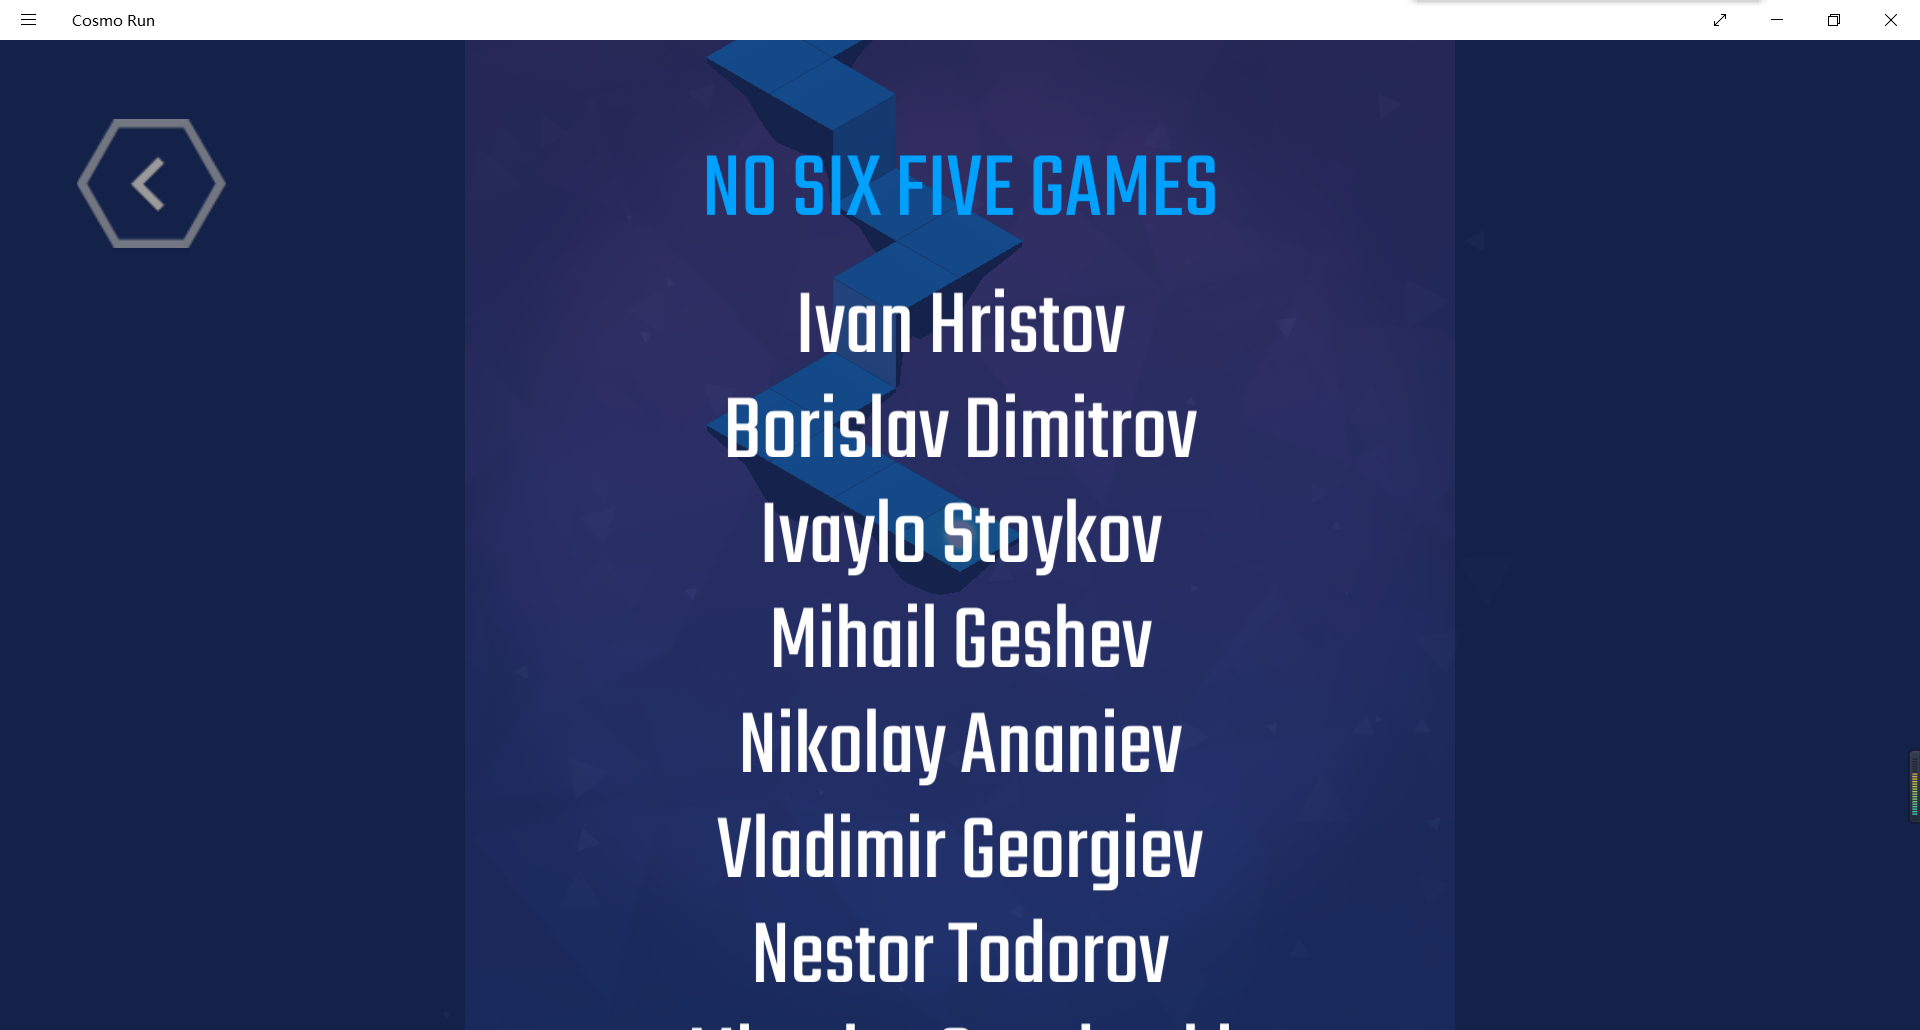 Cosmo Run
NO SIX FIVE GAMES
Ivan Hristov
Borislav Dimitrov
Ivaylo Stoykov
Mihail Geshev
Nikolay Ananiev
Vladimir Georgiev
Nestor Todorov